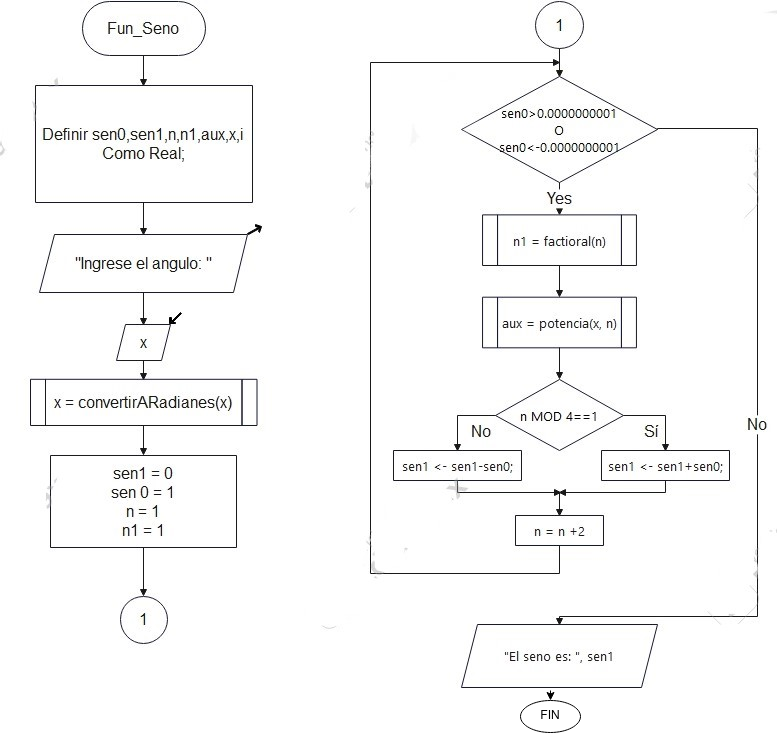 Fun_Seno
Definir sen0,sen1,n,n1,aux,x,i
Como Real;
"Ingrese el angulo: "
x
x = convertirARadianes(x)
sen1 = 0
sen 0 = 1
n = 1
n1 = 1
1
1
sen0>0.0000000001
O
sen0<-0.0000000001
Yes
n1 = factioral(n)
aux = potencia(x, n)
n MOD 4==1
No
Sí
No
sen1 <- sen1-sen0;
sen1 <- sen1+sen0;
n = n +2
"El seno es: ", sen1
FIN